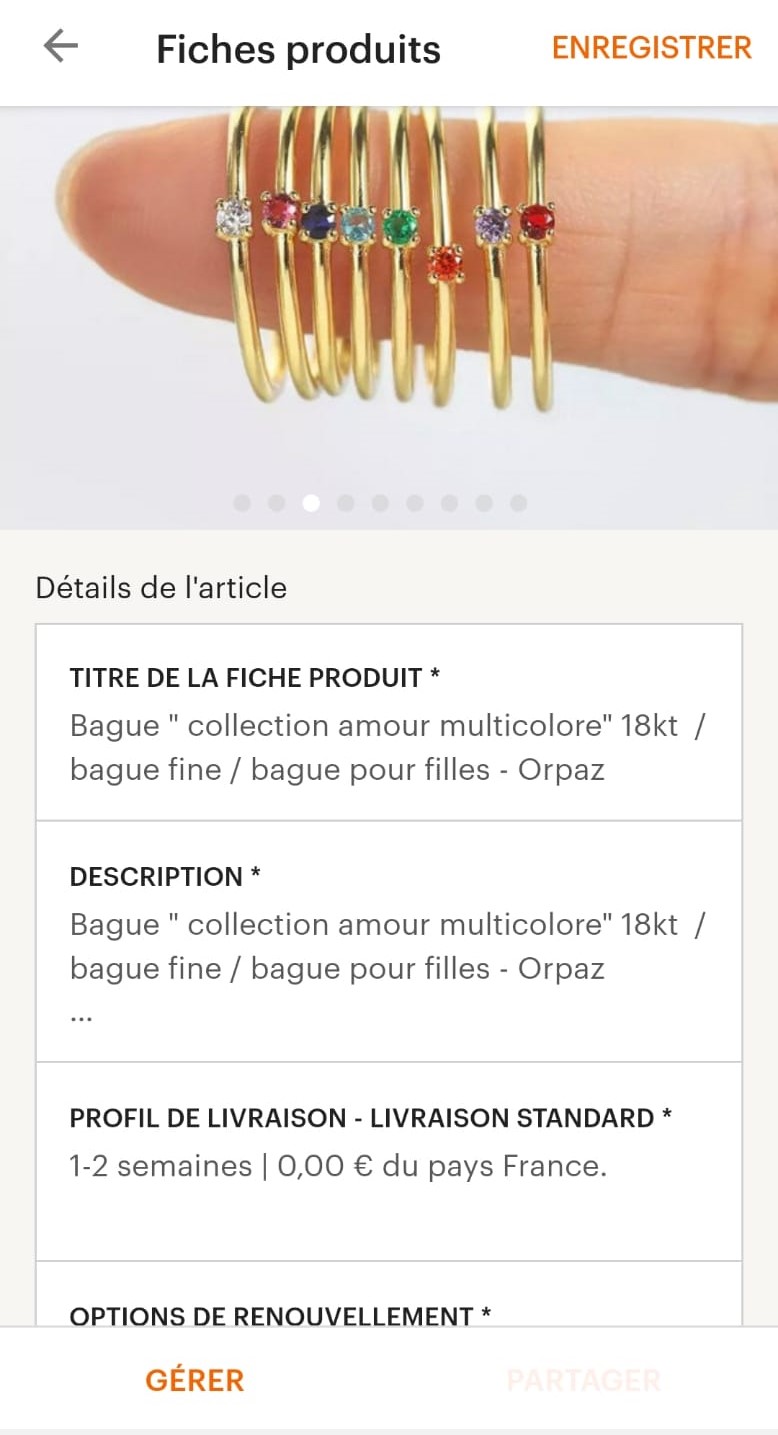 Fiches produits
ENREGISTRER
Détails de l'article
TITRE DE LA FICHE PRODUIT *
Bague " collection amour multicolore" 18kt /
bague fine / bague pour filles - Orpaz
DESCRIPTION *
Bague " collection amour multicolore" 18kt /
bague fine / bague pour filles - Orpaz
...
PROFIL DE LIVRAISON - LIVRAISON STANDARD *
1-2 semaines | 0,00 € du pays France.
OPTIONS DE RENOUVELLEMENT *
GÉRER
PARTAGER